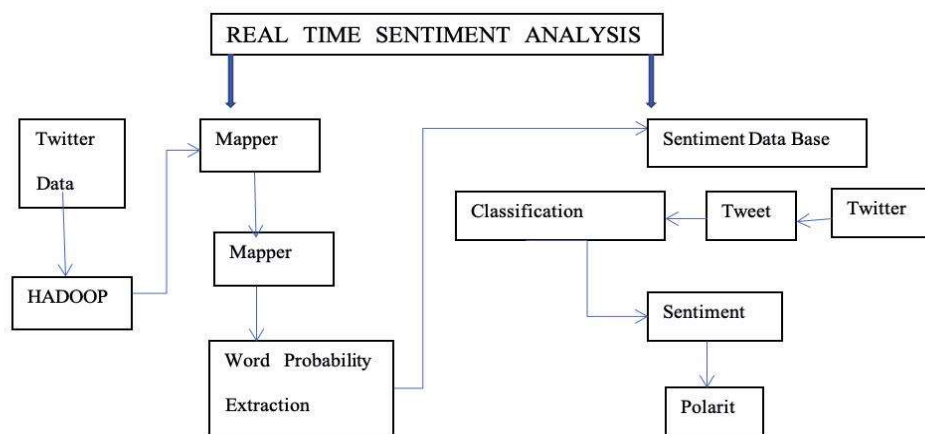 REAL TIME SENTIMENT ANALYSIS
Twitter
Data
HADOOP
Mapper
Mapper
Word Probability
Extraction
Sentiment Data Base
Classification
Tweet
Twitter
Sentiment
Polarit